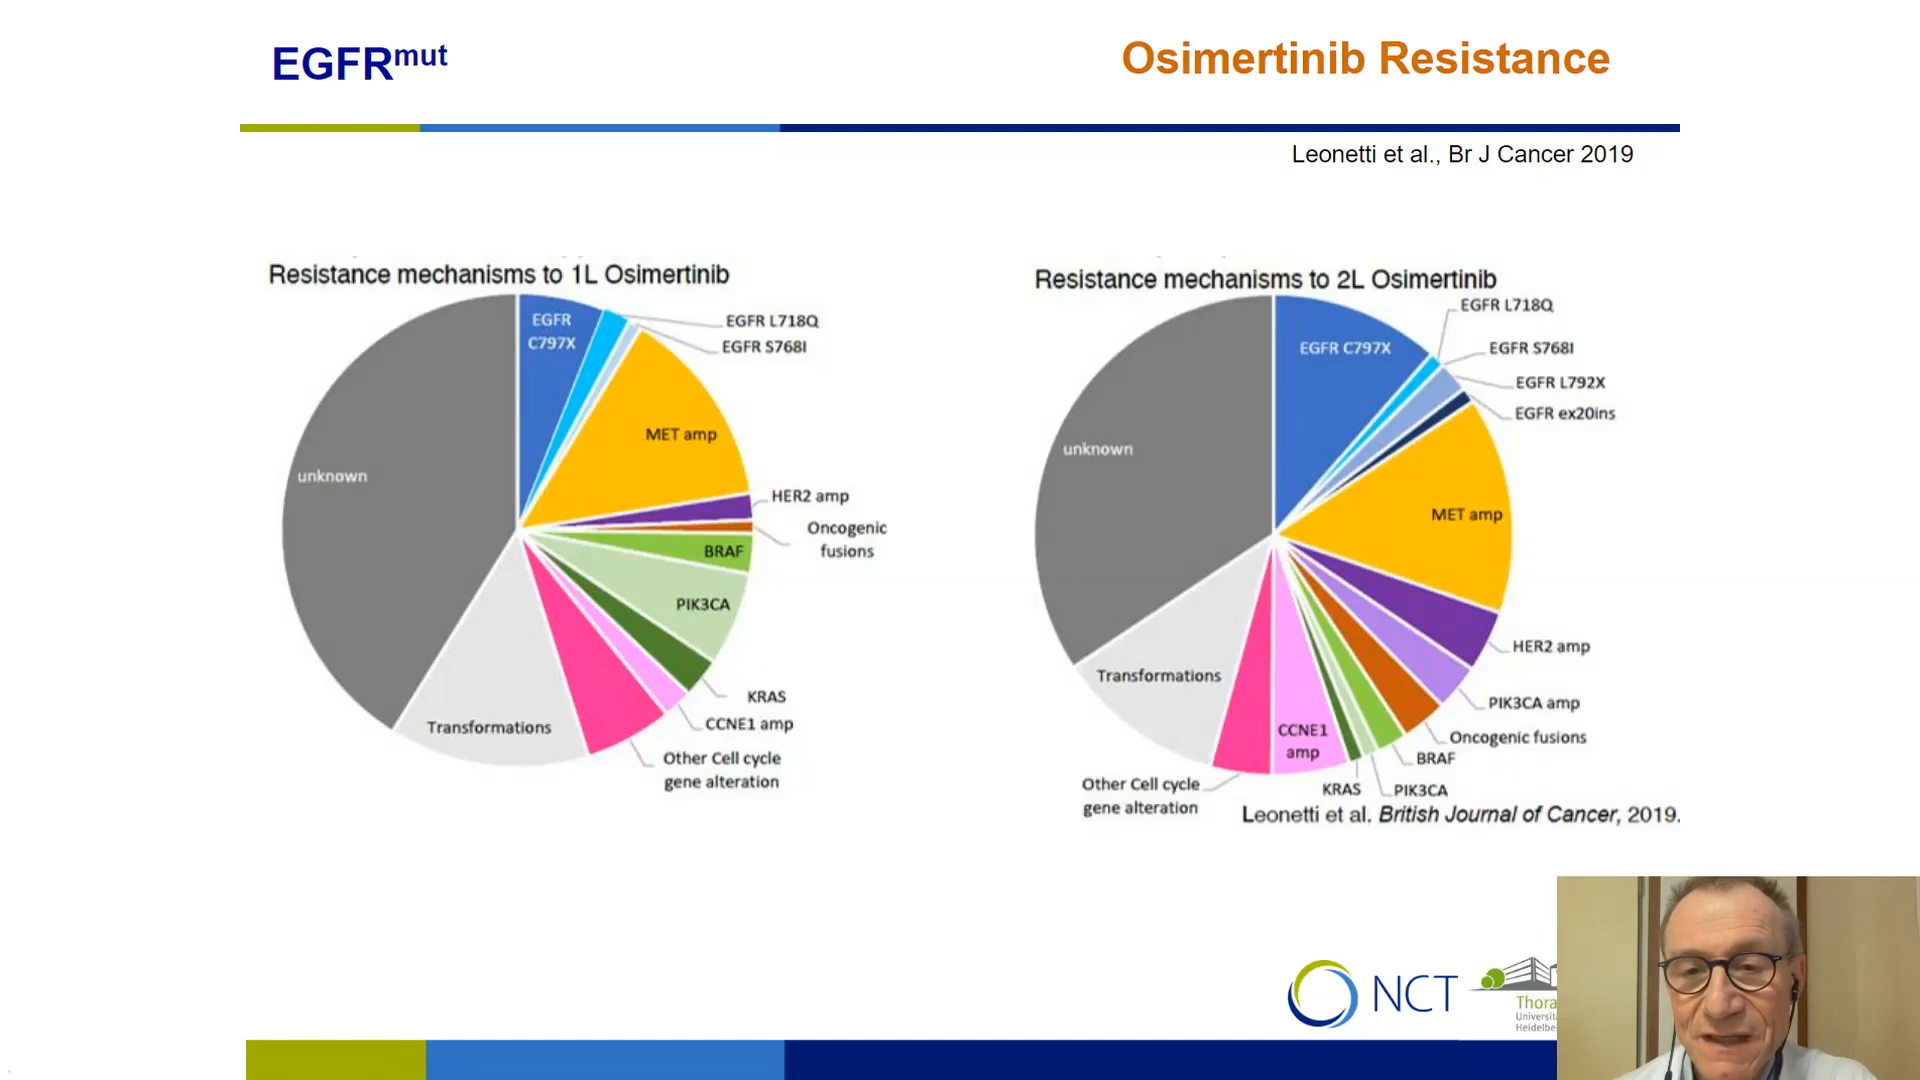 EGFRmut
Osimertinib Resistance
Leonetti et al., Br J Cancer 2019
Resistance mechanisms to 1L Osimertinib
EGFR
C797X
EGFR L718Q
EGFR S768I
MET amp
HER2 amp
Oncogenic
fusions
BRAF
PIK3CA
KRAS
CCNE1 amp
Other Cell cycle
gene alteration
Transformations
unknown
Resistance mechanisms to 2L Osimertinib
EGFR C797X
EGFR L718Q
EGFR S768I
EGFR L792X
EGFR ex20ins
MET amp
HER2 amp
PIK3CA amp
Oncogenic fusions
BRAF
PIK3CA
KRAS
CCNE1
amp
Other Cell cycle
gene alteration
Transformations
unknown
Leonetti et al. British Journal of Cancer, 2019.
NCT
Thora
Universit
Heidelbe